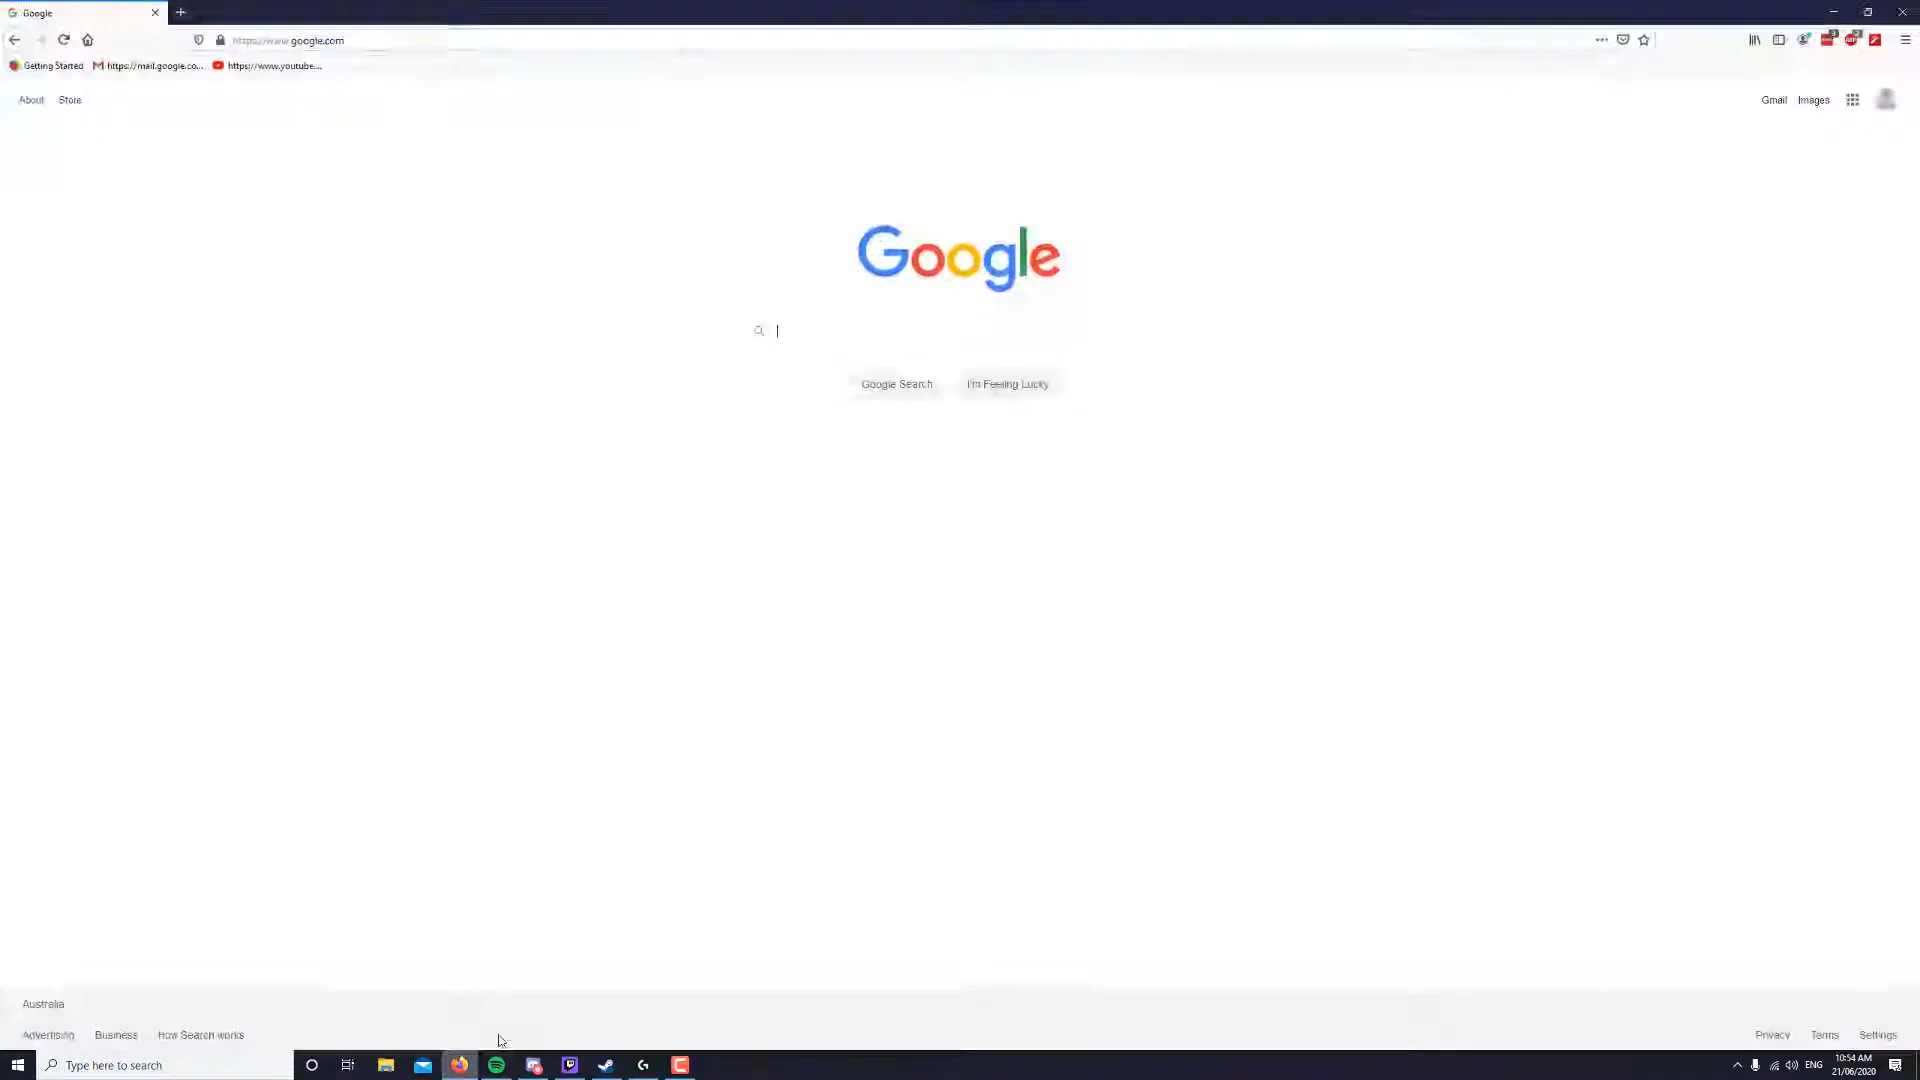 Google
https://www.google.com
Getting Started
https://mail.google.co...
https://www.youtube....
About
Store
Gmail
Images
Google
Google Search
I'm Feeling Lucky
Australia
Advertising
Business
How Search works
Privacy
Terms
Settings
Type here to search
ENG
10:54 AM
21/06/2020